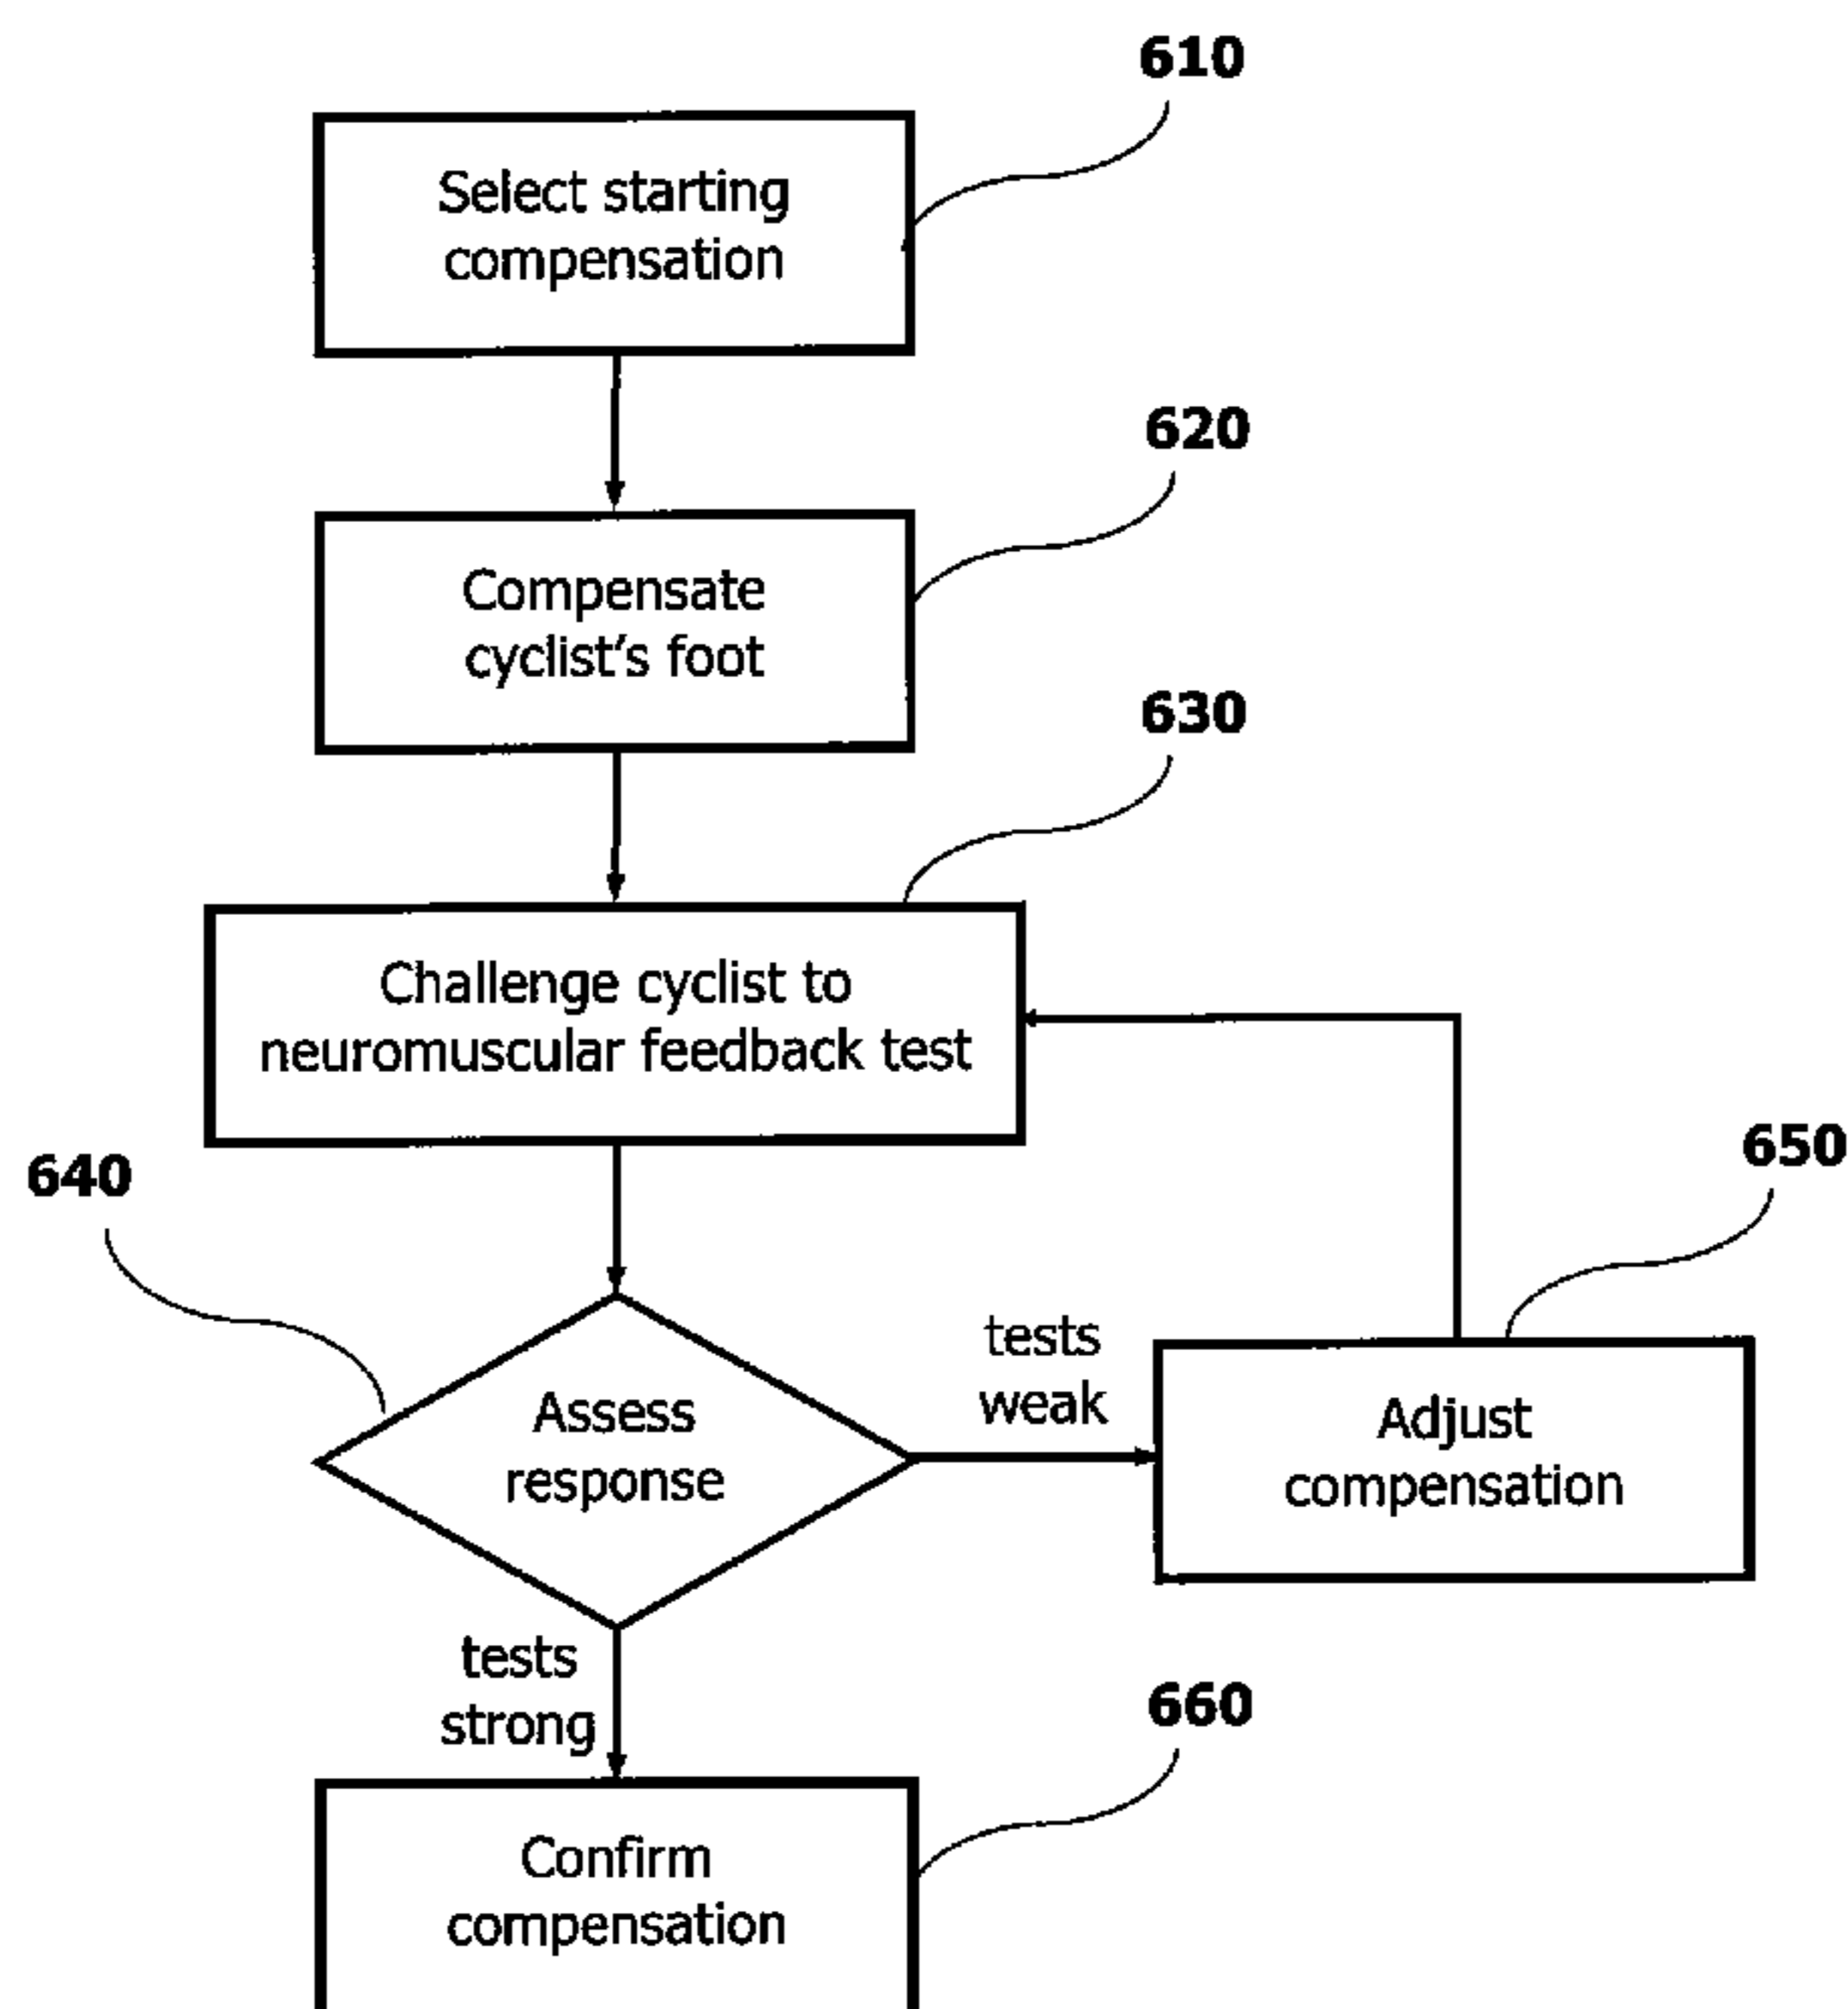 610
Select starting
compensation
620
Compensate
cyclist's foot
630
Challenge cyclist to
neuromuscular feedback test
640
650
Assess
response
tests
weak
Adjust
compensation
tests
strong
660
Confirm
compensation